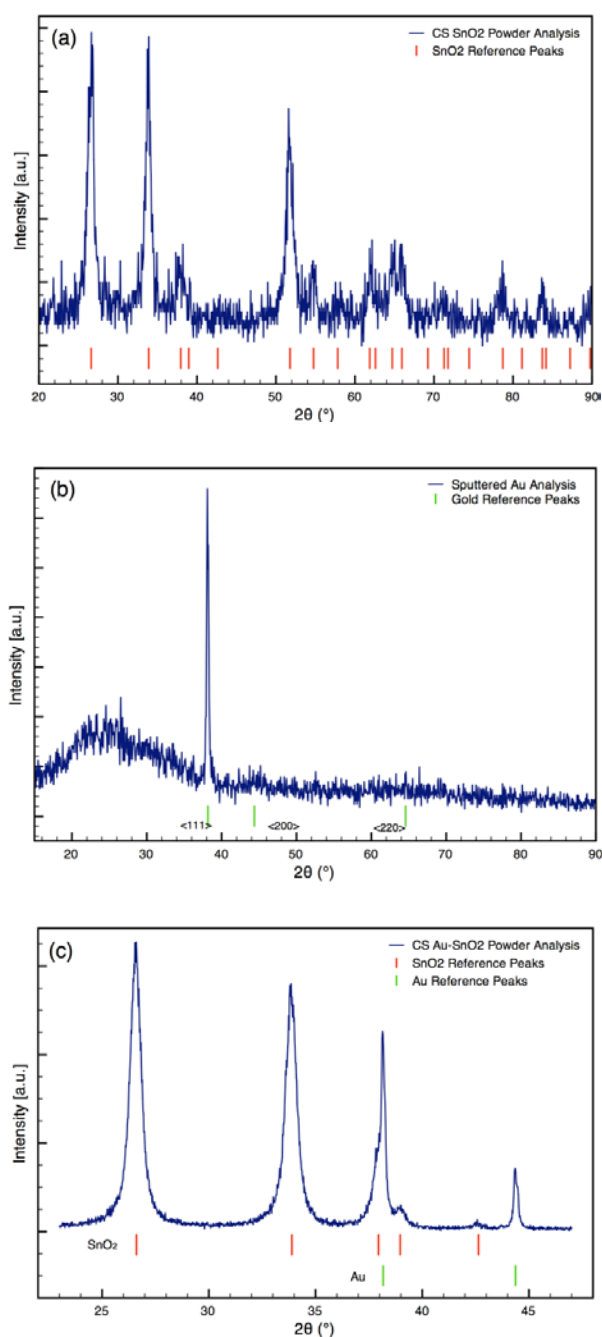 (a)
CS SnO2 Powder Analysis
SnO2 Reference Peaks
Intensity [a.u.]
20 30 40 50 60 70 80 90
2θ (°)
(b)
Sputtered Au Analysis
Gold Reference Peaks
Intensity [a.u.]
<111> <200> <220>
20 30 40 50 60 70 80 90
2θ (°)
(c)
CS Au-SnO2 Powder Analysis
SnO2 Reference Peaks
Au Reference Peaks
Intensity [a.u.]
SnO₂
Au
25 30 35 40 45
2θ (°)